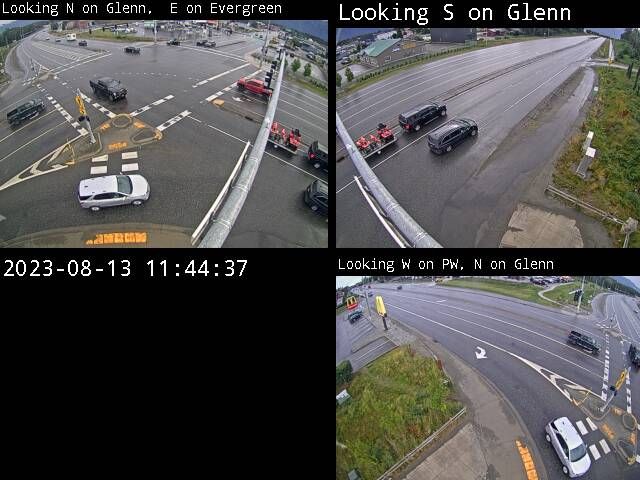 Looking N on Glenn,  E on Evergreen
Looking S on Glenn
2023-08-13 11:44:37
Looking W on PW, N on Glenn